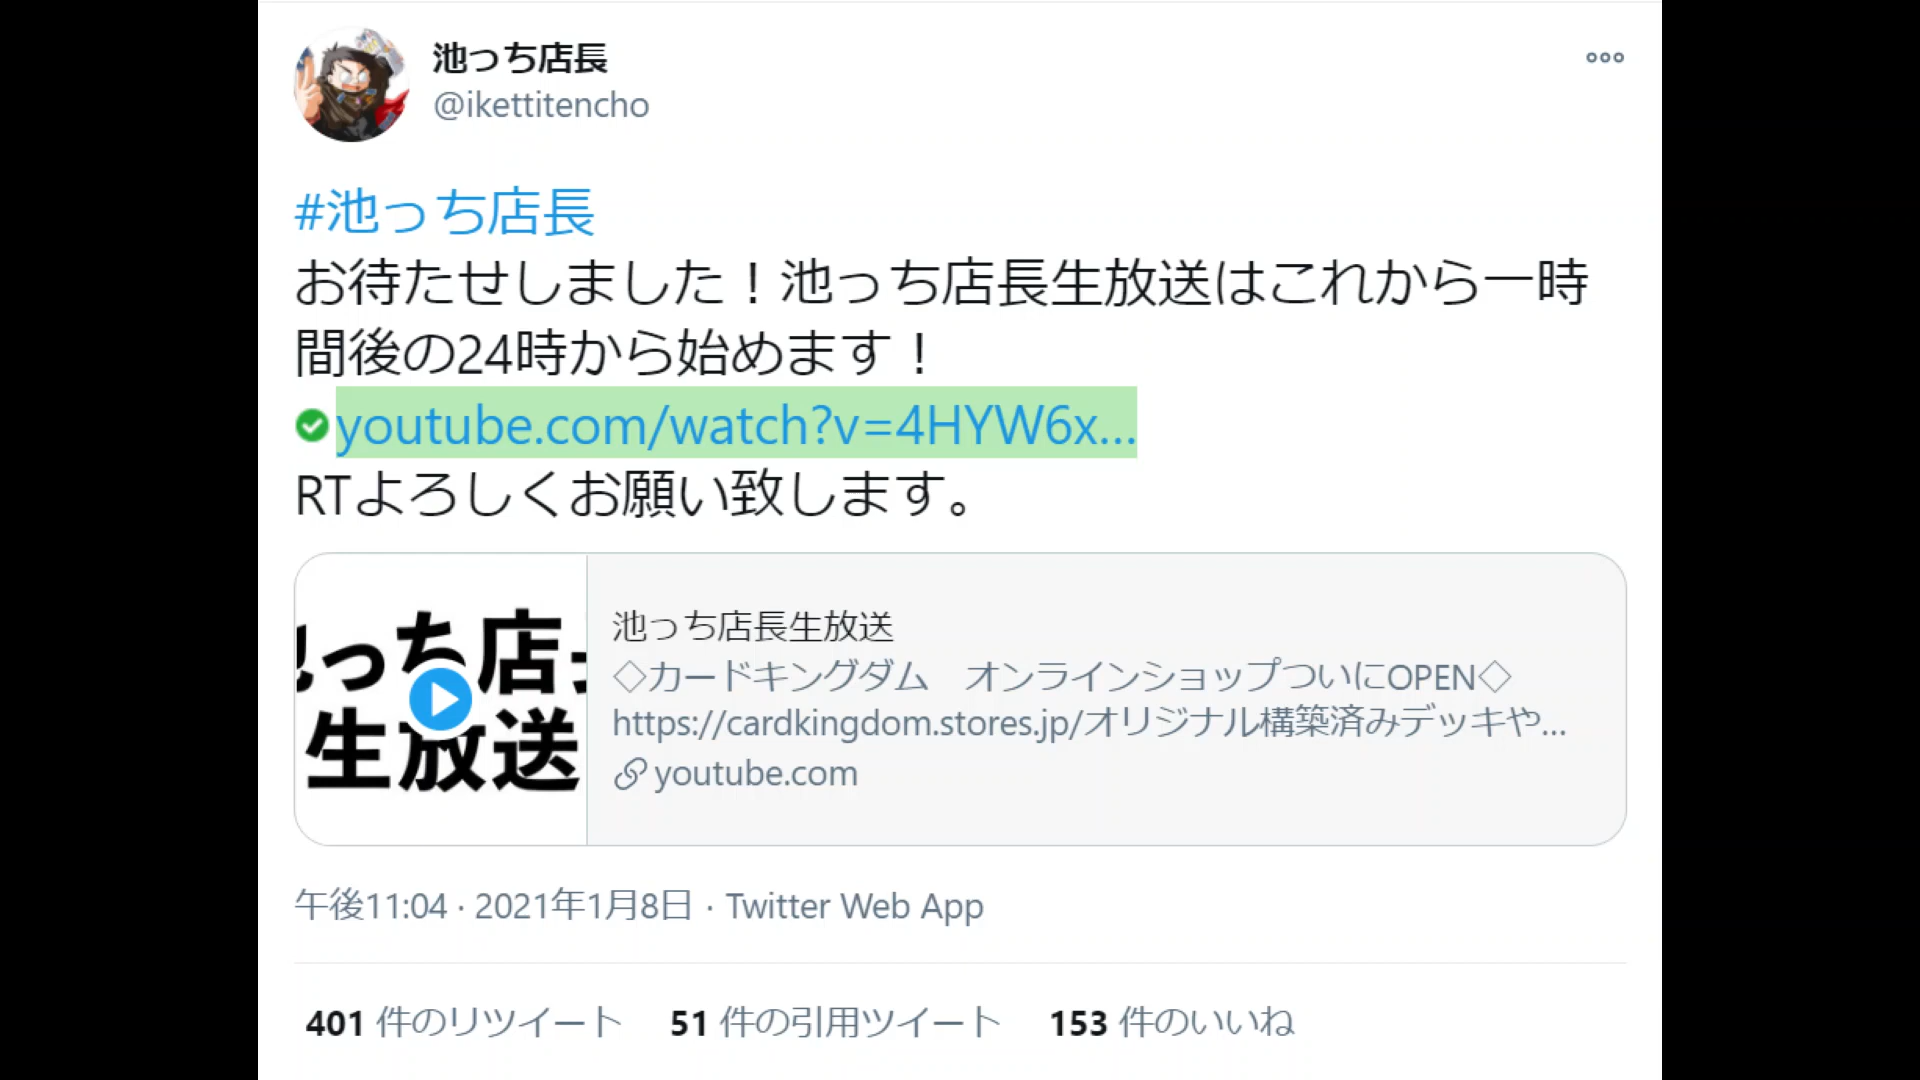 池っち店長
@ikettitencho
#池っち店長
お待たせしました！池っち店長生放送はこれから一時
間後の24時から始めます！
youtube.com/watch?v=4HYW6x...
RTよろしくお願い致します。
池っち店長
生放送
池っち店長生放送
◇カードキングダム　オンラインショップついにOPEN◇
https://cardkingdom.stores.jp/オリジナル構築済みデッキや...
youtube.com
午後11:04 · 2021年1月8日 · Twitter Web App
401 件のリツイート 51 件の引用ツイート 153 件のいいね